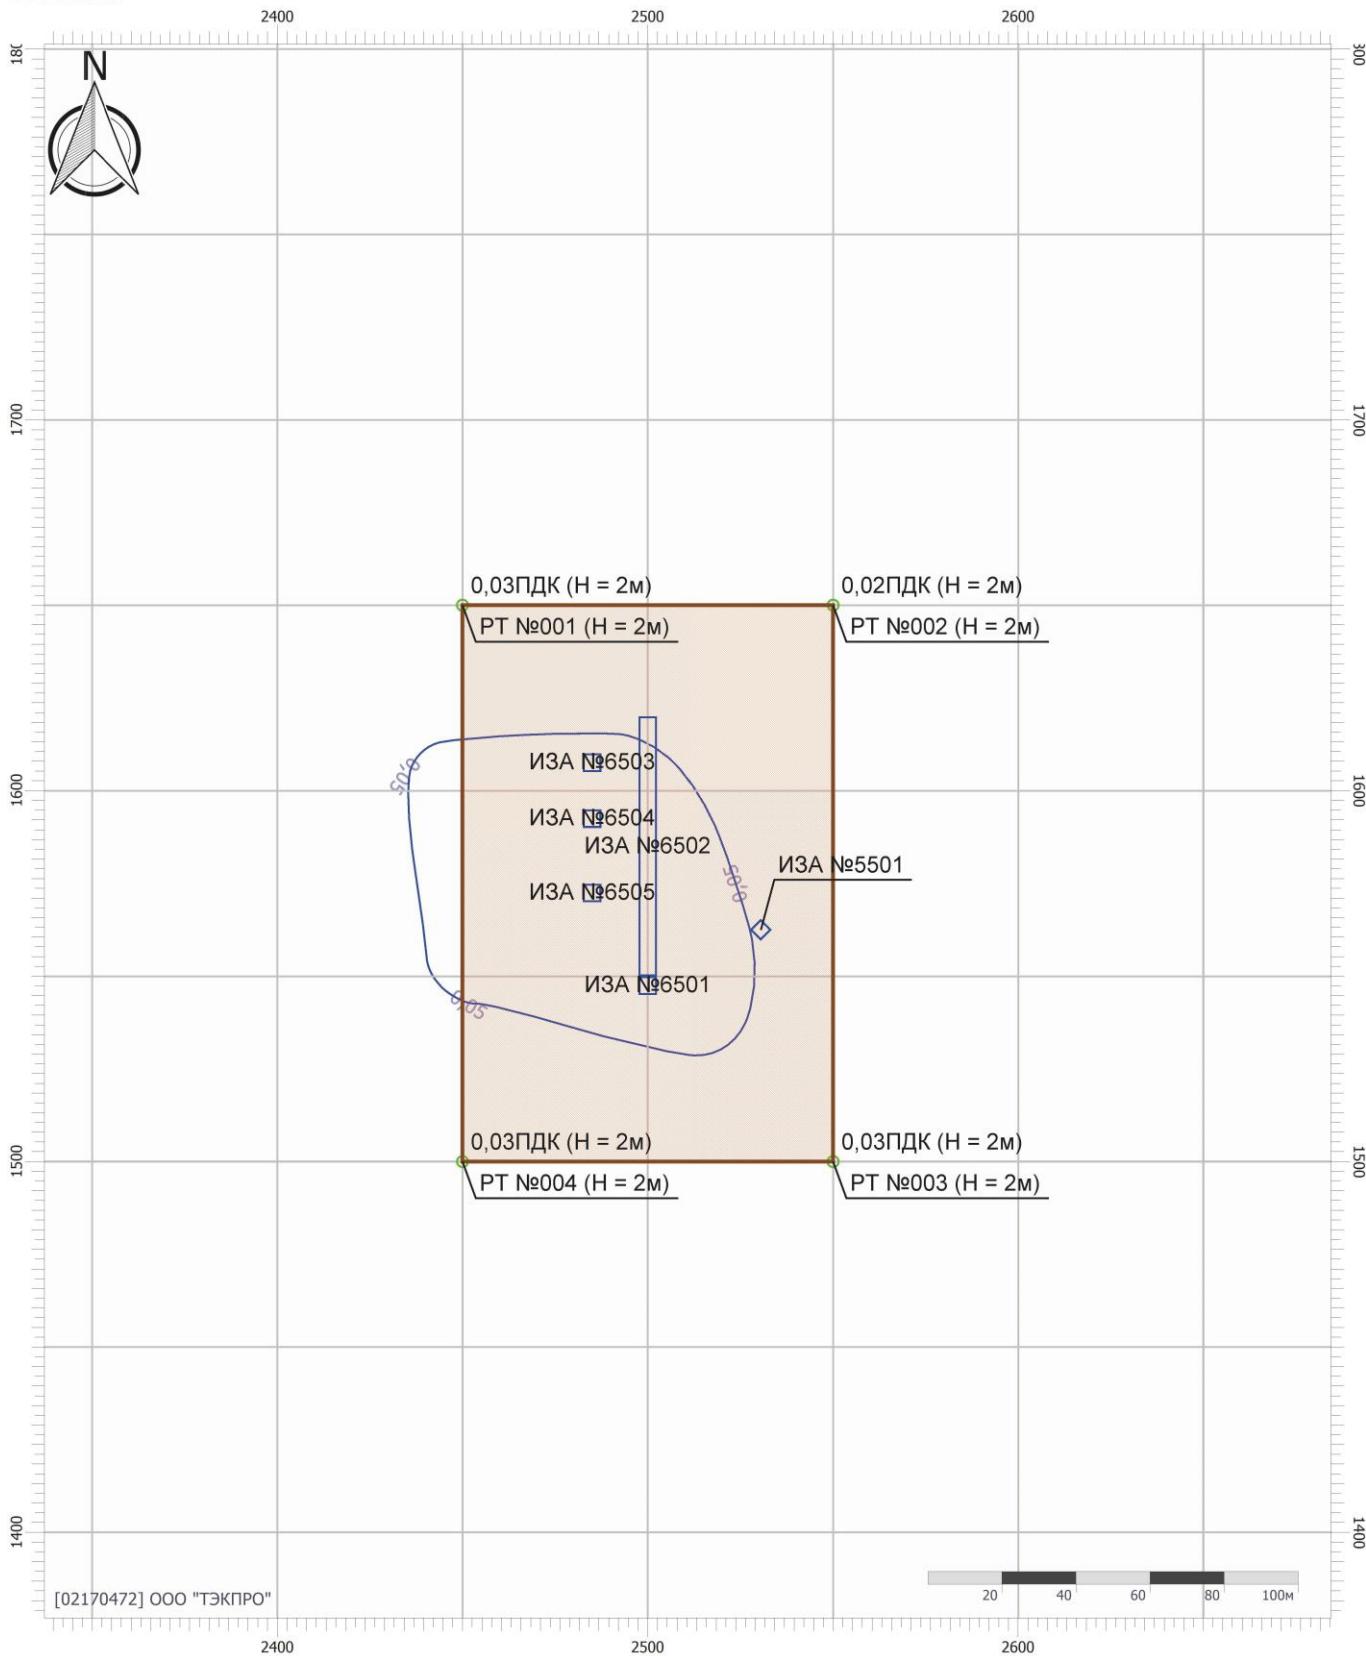 2400 2500 2600
N
1700 1700
0,03ПДК (Н = 2м) 0,02ПДК (Н = 2м)
РТ №001 (Н = 2м) РТ №002 (Н = 2м)
ИЗА №6503
0,05
1600 1600
ИЗА №6504
ИЗА №6502
ИЗА №5501
0,05
ИЗА №6505
ИЗА №6501
0,05
0,03ПДК (Н = 2м) 0,03ПДК (Н = 2м)
1500 1500
РТ №004 (Н = 2м) РТ №003 (Н = 2м)
1400 1400
20 40 60 80 100м
[02170472] ООО "ТЭКПРО"
2400 2500 2600